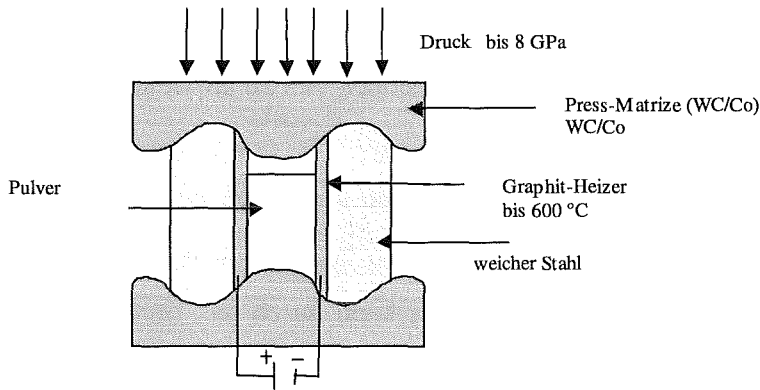 Druck bis 8 GPa
Press-Matrize (WC/Co)
WC/Co
Pulver
Graphit-Heizer
bis 600 °C
weicher Stahl
+ −